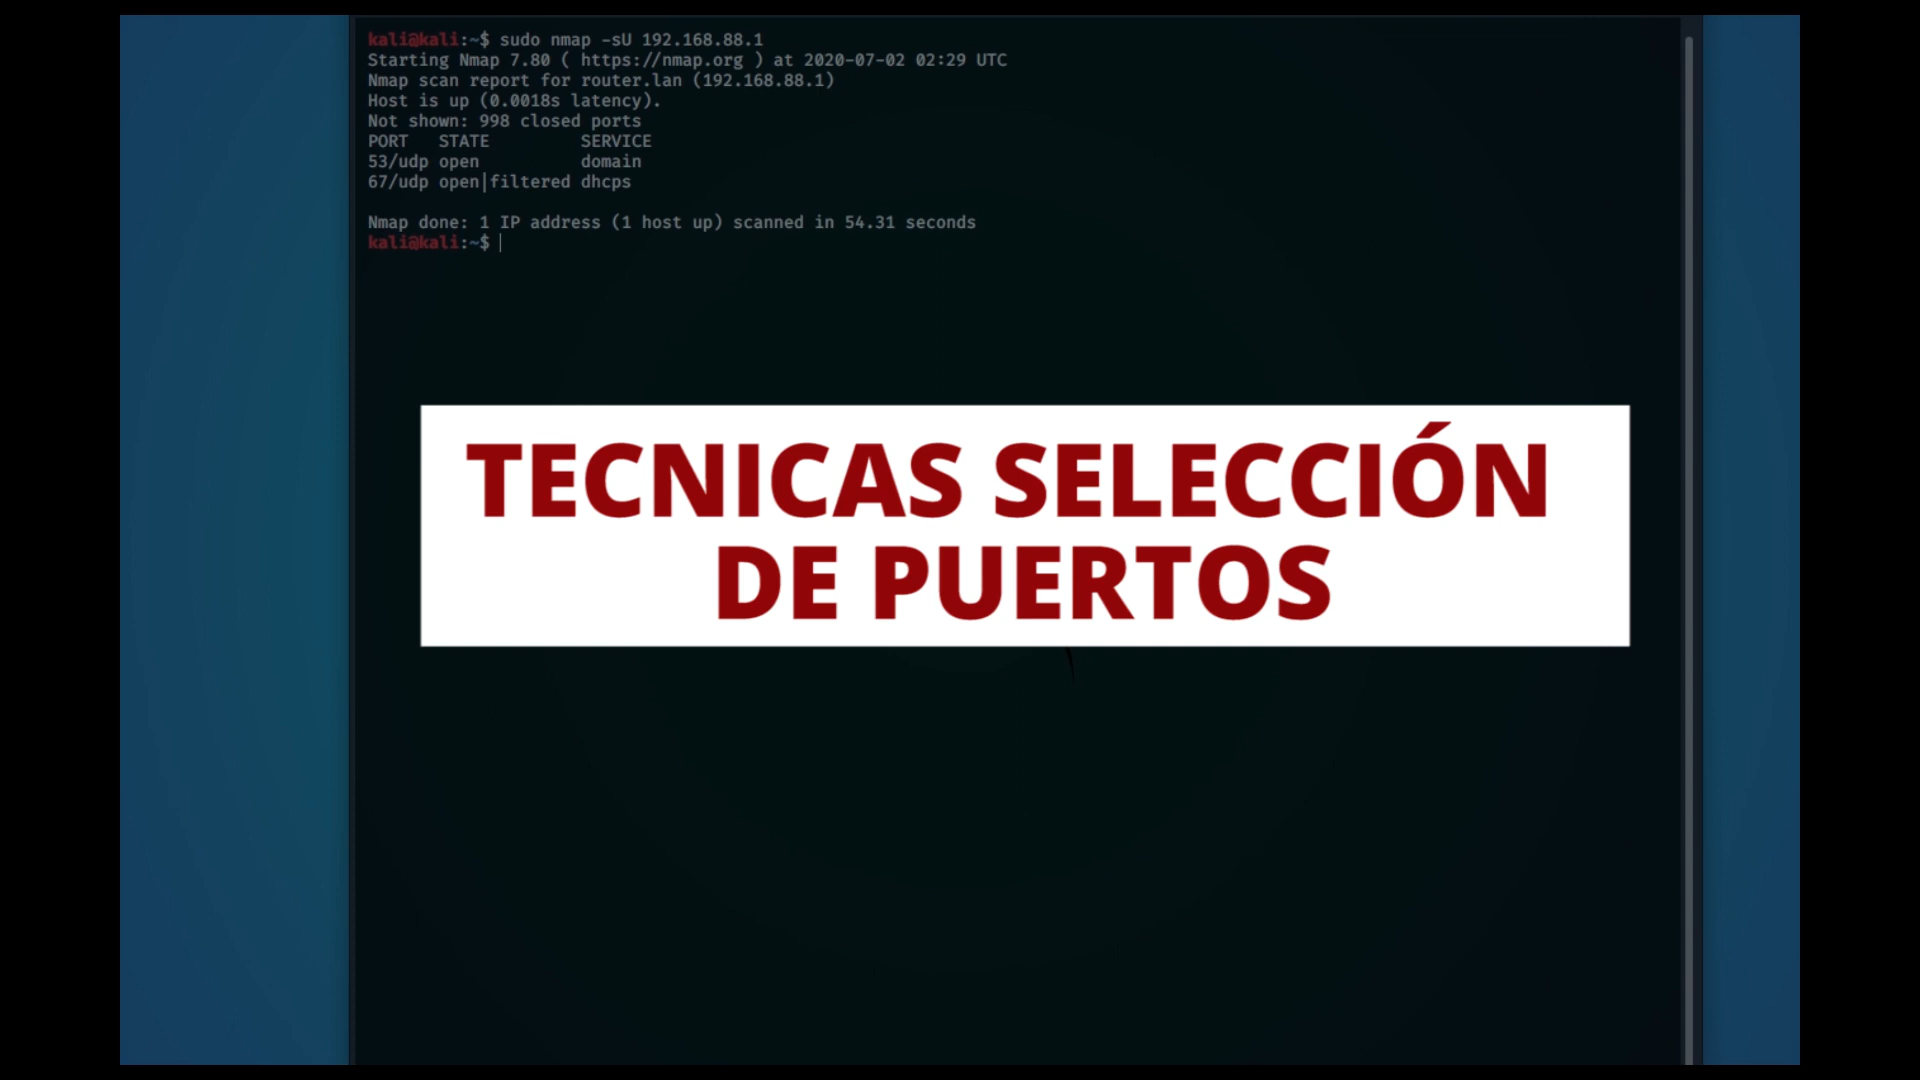 kali@kali:~$ sudo nmap -sU 192.168.88.1
Starting Nmap 7.80 ( https://nmap.org ) at 2020-07-02 02:29 UTC
Nmap scan report for router.lan (192.168.88.1)
Host is up (0.0018s latency).
Not shown: 998 closed ports
PORT   STATE         SERVICE
53/udp open          domain
67/udp open|filtered dhcps
Nmap done: 1 IP address (1 host up) scanned in 54.31 seconds
kali@kali:~$
TECNICAS SELECCIÓN
DE PUERTOS